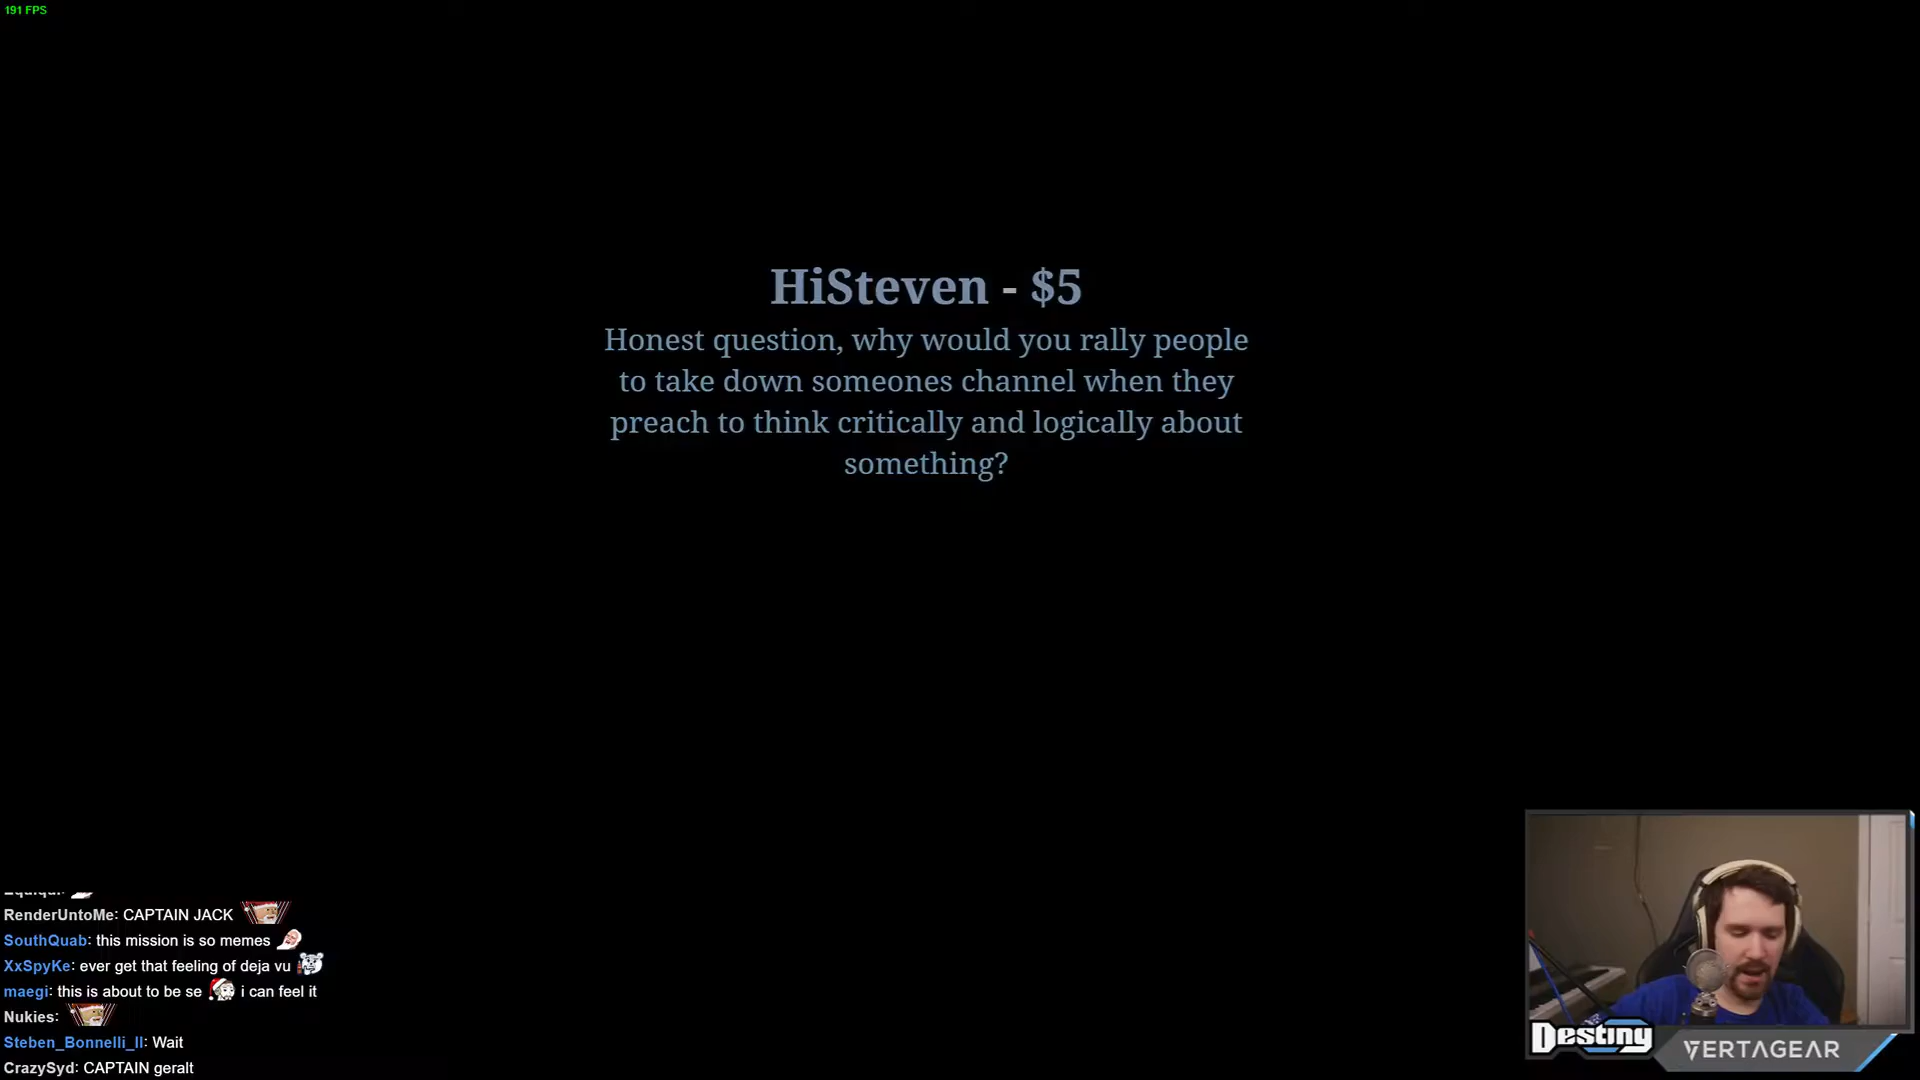 191 FPS
HiSteven - $5
Honest question, why would you rally people
to take down someones channel when they
preach to think critically and logically about
something?
RenderUntoMe: CAPTAIN JACK
SouthQuab: this mission is so memes
XxSpyKe: ever get that feeling of deja vu
maegi: this is about to be se i can feel it
Nukies:
Steben_Bonnelli_II: Wait
CrazySyd: CAPTAIN geralt
Destiny
VERTAGEAR